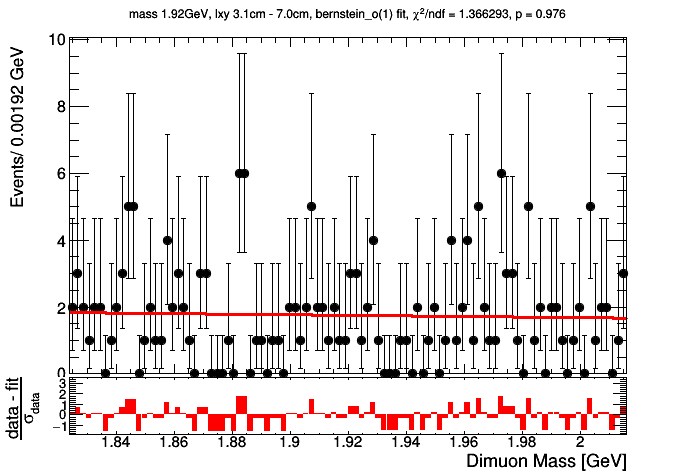 mass 1.92GeV, lxy 3.1cm - 7.0cm, bernstein_o(1) fit, χ²/ndf = 1.366293, p = 0.976
Events/ 0.00192 GeV
10
8
6
4
2
0
data - fit
σdata
3
2
1
0
−1
1.84 1.86 1.88 1.9 1.92 1.94 1.96 1.98 2
Dimuon Mass [GeV]